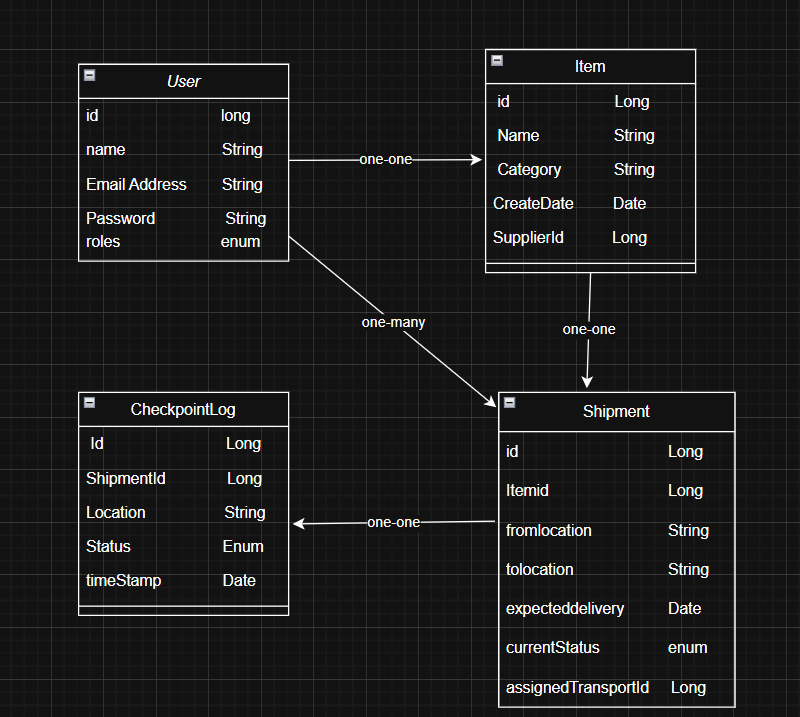 User
id long
name String
Email Address String
Password String
roles enum
one-one
Item
id Long
Name String
Category String
CreateDate Date
SupplierId Long
one-many
one-one
CheckpointLog
Id Long
ShipmentId Long
Location String
Status Enum
timeStamp Date
one-one
Shipment
id Long
Itemid Long
fromlocation String
tolocation String
expecteddelivery Date
currentStatus enum
assignedTransportId Long